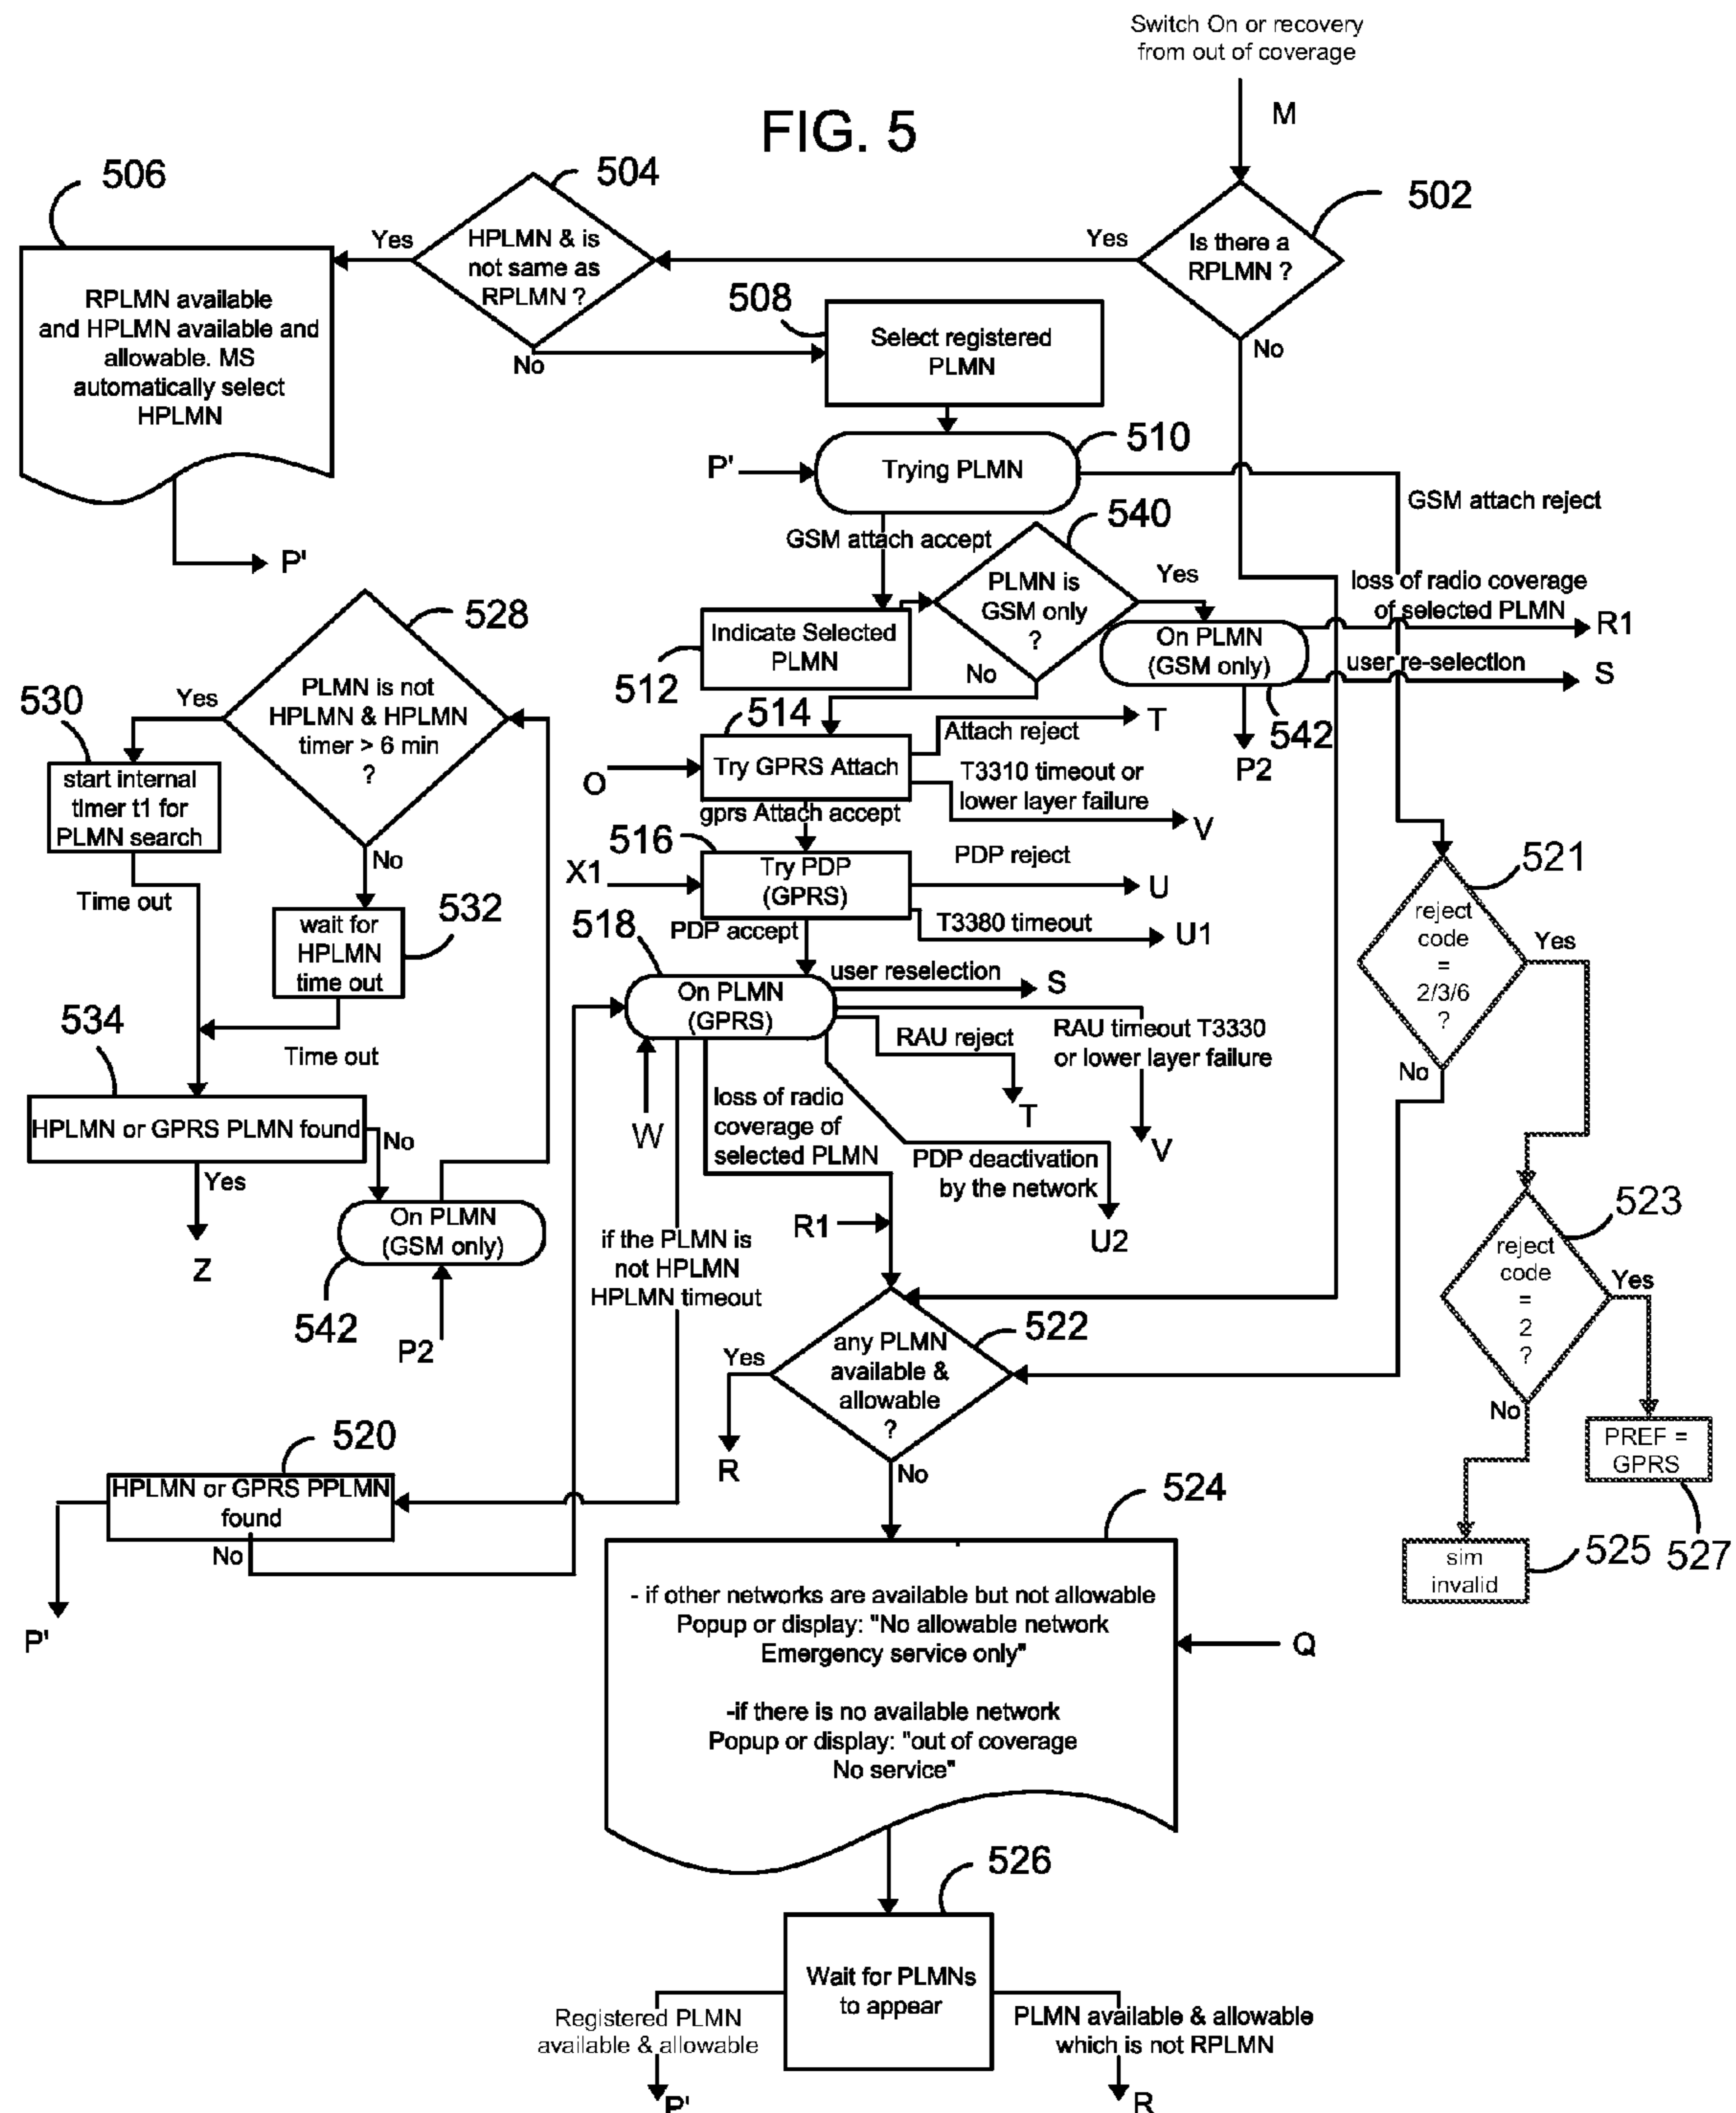 Switch On or recovery
from out of coverage
M
FIG. 5
506
504
502
Yes
HPLMN & is
not same as
RPLMN ?
Yes
Is there a
RPLMN ?
RPLMN available
and HPLMN available and
allowable. MS
automatically select
HPLMN
No
508
Select registered
PLMN
No
P'
P'
Trying PLMN
510
GSM attach reject
GSM attach accept
540
PLMN is
GSM only
?
Yes
No
Indicate Selected
PLMN
512
On PLMN
(GSM only)
542
loss of radio coverage
of selected PLMN
R1
user re-selection
S
P2
528
PLMN is not
HPLMN & HPLMN
timer > 6 min
?
Yes
No
530
start internal
timer t1 for
PLMN search
Time out
532
wait for
HPLMN
time out
Time out
534
HPLMN or GPRS PLMN found
No
Yes
Z
On PLMN
(GSM only)
542
P2
514
O
Try GPRS Attach
Attach reject
T
T3310 timeout or
lower layer failure
V
gprs Attach accept
516
X1
Try PDP
(GPRS)
PDP reject
U
T3380 timeout
U1
PDP accept
518
On PLMN
(GPRS)
user reselection
S
RAU reject
T
RAU timeout T3330
or lower layer failure
V
W
loss of radio
coverage of
selected PLMN
PDP deactivation
by the network
U2
R1
if the PLMN is
not HPLMN
HPLMN timeout
521
reject
code
=
2/3/6
?
Yes
No
523
reject
code
=
2
?
Yes
No
PREF =
GPRS
527
sim
invalid
525
522
any PLMN
available &
allowable
?
Yes
R
No
520
HPLMN or GPRS PPLMN
found
No
P'
524
- if other networks are available but not allowable
Popup or display: "No allowable network
Emergency service only"
-if there is no available network
Popup or display: "out of coverage
No service"
Q
526
Wait for PLMNs
to appear
Registered PLMN
available & allowable
P'
PLMN available & allowable
which is not RPLMN
R